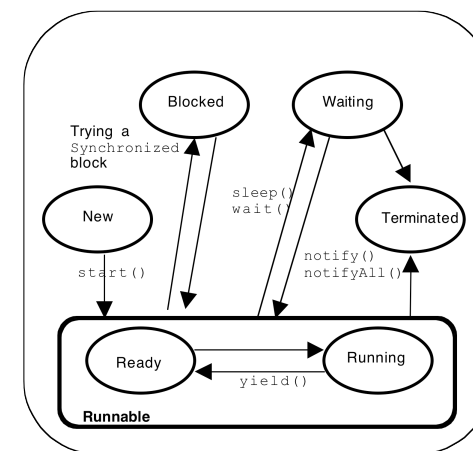 Blocked
Waiting
Trying a
Synchronized
block
sleep()
wait()
New
Terminated
start()
notify()
notifyAll()
Ready
Running
yield()
Runnable